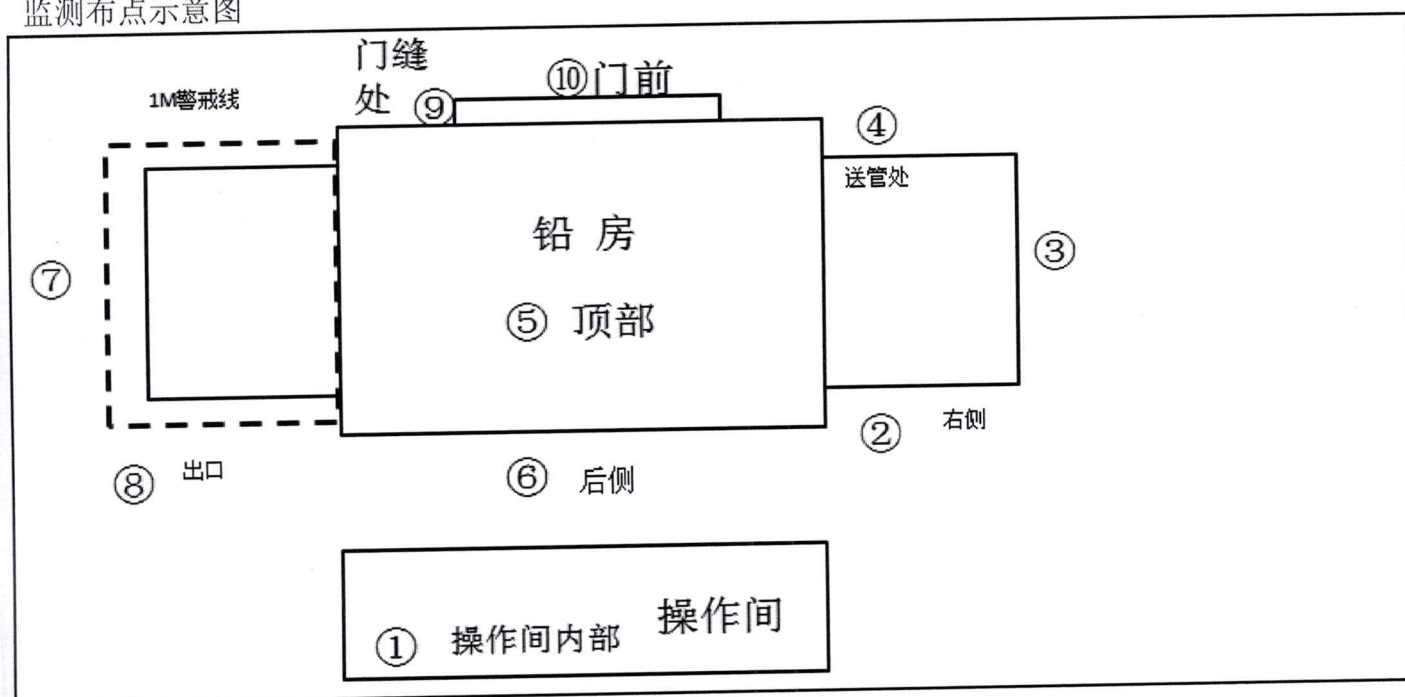 监测布点示意图
门缝
处 ⑨
⑩门前
1M警戒线
④
送管处
铅 房
③
⑦
⑤ 顶部
② 右侧
⑧ 出口
⑥ 后侧
操作间
① 操作间内部